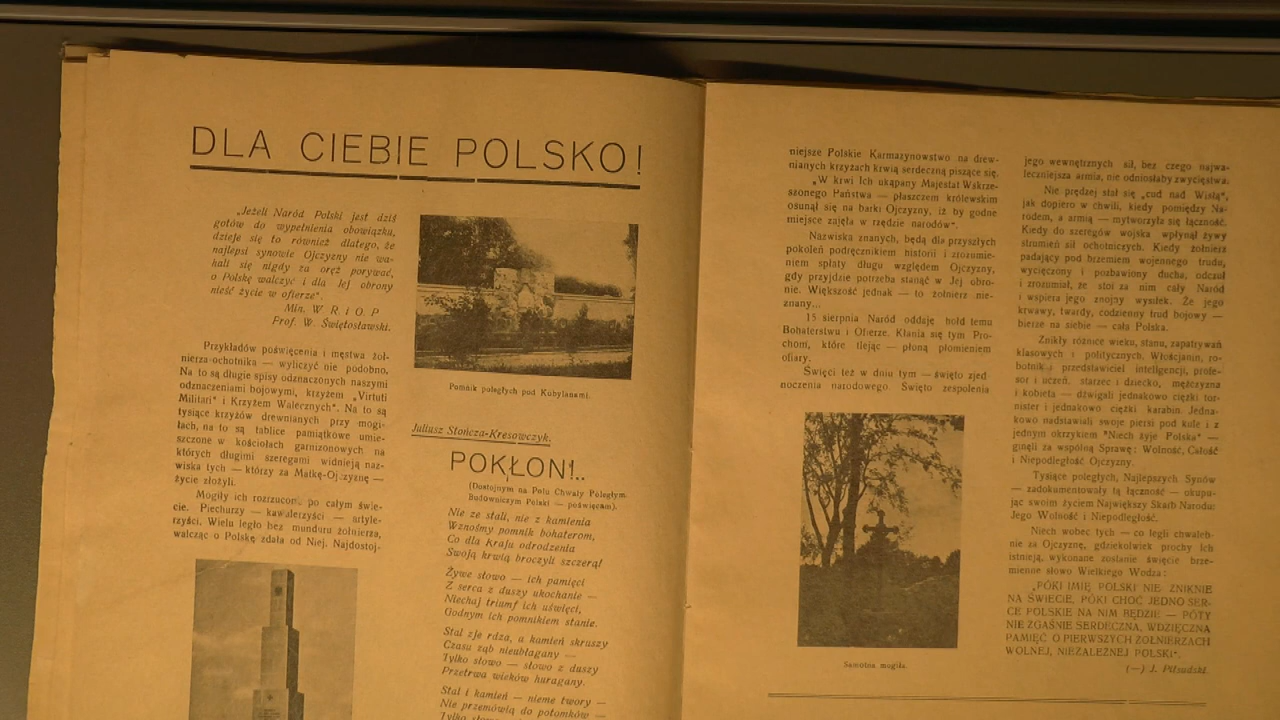 DLA CIEBIE POLSKO!
„Jeżeli Naród Polski jest dziś
gotów do wypełnienia obowiązku,
dzieje się to również dlatego, że
najlepsi synowie Ojczyzny nie wa-
hali się nigdy za oręż porywać,
o Polskę walczyć i dla Jej obrony
nieść życie w ofierze".
Min. W R i O P
Prof. W. Świętosławski.
Przykładów poświęcenia i męstwa żoł-
nierza-ochotnika — wyliczyć nie podobno.
Na to są długie spisy odznaczonych naszymi
odznaczeniami bojowymi, krzyżem „Virtuti
Militari" i Krzyżem Walecznych". Na to są
tysiące krzyżów drewnianych przy mogi-
łach, na to są tablice pamiątkowe umie-
szczone w kościołach garnizonowych na
których długimi szeregami widnieją naz-
wiska tych — którzy za Matkę-Ojczyznę —
życie złożyli.
Mogiły ich rozrzucone po całym świe-
cie. Piechurzy — kawalerzyści — artyle-
rzyści. Wielu legło bez munduru żołnierza,
walcząc o Polskę zdala od Niej. Najdostoj-
Pomnik poległych pod Kobylanami.
Juliusz Stończa-Kresowczyk.
POKŁON!..
(Dostojnym na Polu Chwały Poległym
Budowniczym Polski — poświęcam).
Nie ze stali, nie z kamienia
Wznośmy pomnik bohaterom,
Co dla Kraju odrodzenia
Swoją krwią broczyli szczerą!
Żywe słowo — ich pamięci
Z serca z duszy ukochanie —
Niechaj triumf ich uświęci,
Godnym ich pomnikiem stanie.
Stal zje rdza, a kamień skruszy
Czasu ząb nieubłagany —
Tylko słowo — słowo z duszy
Przetrwa wieków huragany.
Stal i kamień — nieme twory —
Nie przemówią do potomków —
Tylko
niejsze Polskie Karmazynowstwo na drew-
nianych krzyżach krwią serdeczną piszące się.
„W krwi Ich ukąpany Majestat Wskrze-
szonego Państwa — płaszczem królewskim
osunął się na barki Ojczyzny, iż by godne
miejsce zajęła w rzędzie narodów".
Nazwiska znanych, będą dla przyszłych
pokoleń podręcznikiem historii i zrozumie-
niem spłaty długu względem Ojczyzny,
gdy przyjdzie potrzeba stanąć w Jej obro-
nie. Większość jednak — to żołnierz nie-
znany...
15 sierpnia Naród oddaje hołd temu
Bohaterstwu i Ofierze. Kłania się tym Pro-
chom, które tlejąc — płoną płomieniem
ofiary.
Święci też w dniu tym — święto zjed
noczenia narodowego. Święto zespolenia
Samotna mogiła.
jego wewnętrznych sił, bez czego najwa-
leczniejsza armia, nie odniosłaby zwycięstwa.
Nie prędzej stał się „cud nad Wisłą",
jak dopiero w chwili, kiedy pomiędzy Na-
rodem, a armią — wytworzyła się łączność.
Kiedy do szeregów wojska wpłynął żywy
strumień sił ochotniczych. Kiedy żołnierz
padający pod brzemieniem wojennego trudu,
wycięczony i pozbawiony ducha, odczuł
i zrozumiał, że stoi za nim cały Naród
i wspiera jego znojny wysiłek. Że jego
krwawy, twardy, codzienny trud bojowy —
bierze na siebie — cała Polska.
Znikły różnice wieku, stanu, zapatrywań
klasowych i politycznych. Włościanin, ro-
botnik i przedstawiciel inteligencji, profe-
sor i uczeń, starzec i dziecko, mężczyzna
i kobieta — dźwigali jednakowo ciężki tor-
nister i jednakowo ciężki karabin. Jedna-
kowo nadstawiali swoje piersi pod kule i z
jednym okrzykiem "Niech żyje Polska" —
ginęli za wspólną Sprawę: Wolność, Całość
i Niepodległość Ojczyzny.
Tysiące poległych, Najlepszych Synów
— zadokumentowały tą łączność — okupu-
jąc swoim życiem Największy Skarb Narodu:
Jego Wolność i Niepodległość.
Niech wobec tych — co legli chwaleb-
nie za Ojczyznę, gdziekolwiek prochy Ich
istnieją, wykonane zostanie święcie brze-
mienne słowo Wielkiego Wodza:
„PÓKI IMIĘ POLSKI NIE ZNIKNIE
NA ŚWIECIE, PÓKI CHOĆ JEDNO SER-
CE POLSKIE NA NIM BĘDZIE — PÓTY
NIE ZGAŚNIE SERDECZNA, WDZIĘCZNA
PAMIĘĆ O PIERWSZYCH ŻOŁNIERZACH
WOLNEJ, NIEZALEŻNEJ POLSKI".
(—) J. Piłsudski.